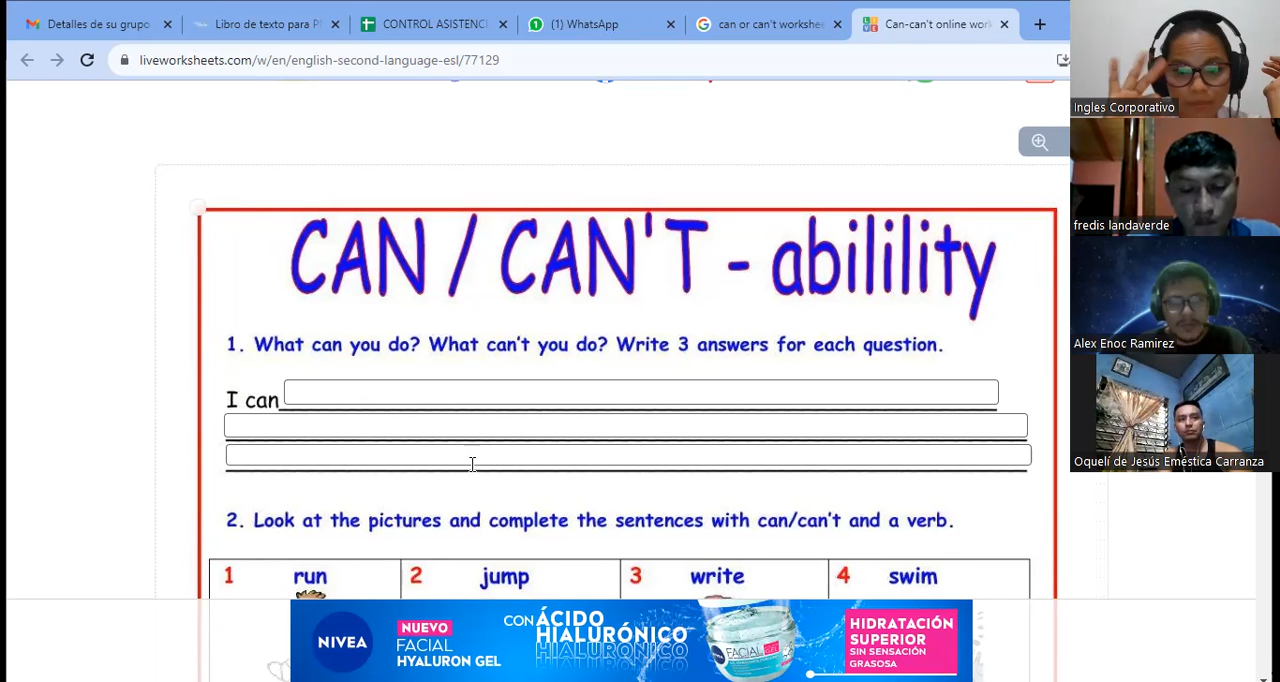 Detalles de su grupo
Libro de texto para P
CONTROL ASISTENC
(1) WhatsApp
can or can't workshee
Can-can't online work
liveworksheets.com/w/en/english-second-language-esl/77129
CAN / CAN'T - abilility
1. What can you do? What can't you do? Write 3 answers for each question.
I can
2. Look at the pictures and complete the sentences with can/can't and a verb.
1 run
2 jump
3 write
4 swim
NIVEA
NUEVO
FACIAL
HYALURON GEL
CON ÁCIDO
HIALURÓNICO
HIDRATACIÓN
SUPERIOR
SIN SENSACIÓN
GRASOSA
Ingles Corporativo
fredis landaverde
Alex Enoc Ramirez
Oquelí de Jesús Eméstica Carranza